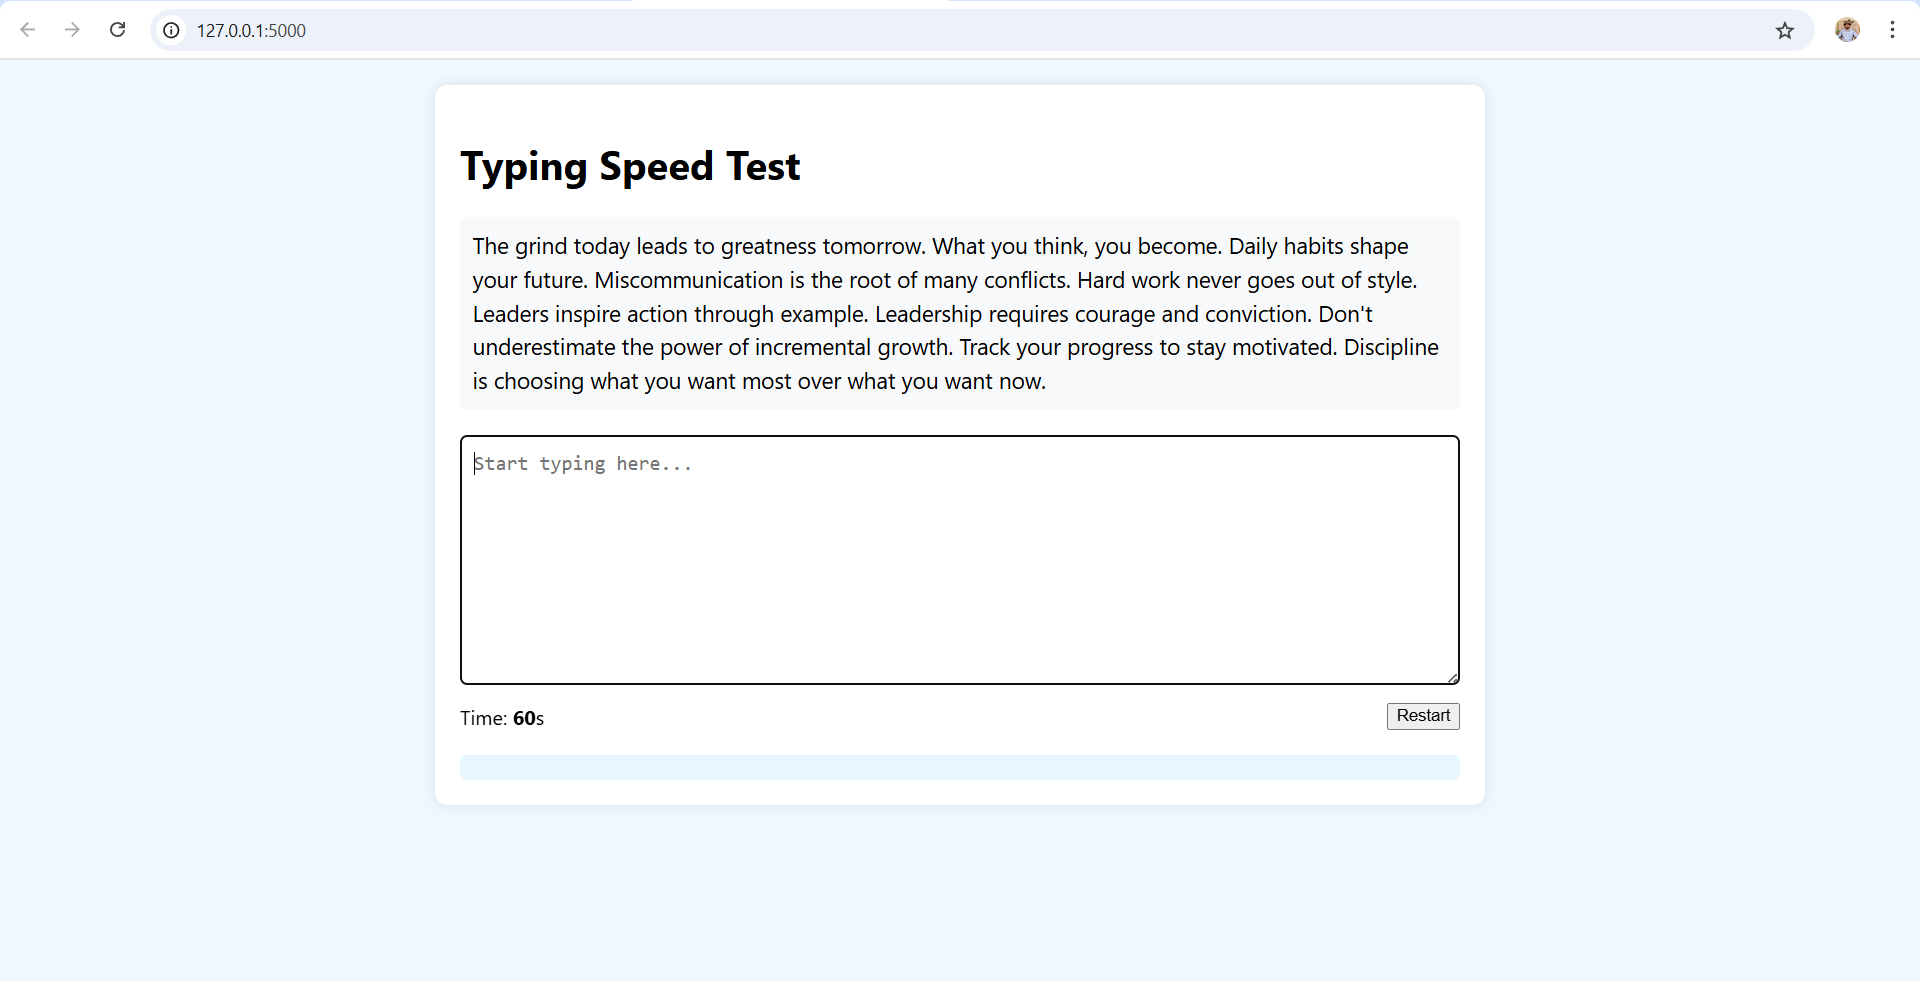 127.0.0.1:5000
Typing Speed Test
The grind today leads to greatness tomorrow. What you think, you become. Daily habits shape
your future. Miscommunication is the root of many conflicts. Hard work never goes out of style.
Leaders inspire action through example. Leadership requires courage and conviction. Don't
underestimate the power of incremental growth. Track your progress to stay motivated. Discipline
is choosing what you want most over what you want now.
Start typing here...
Time: 60s
Restart